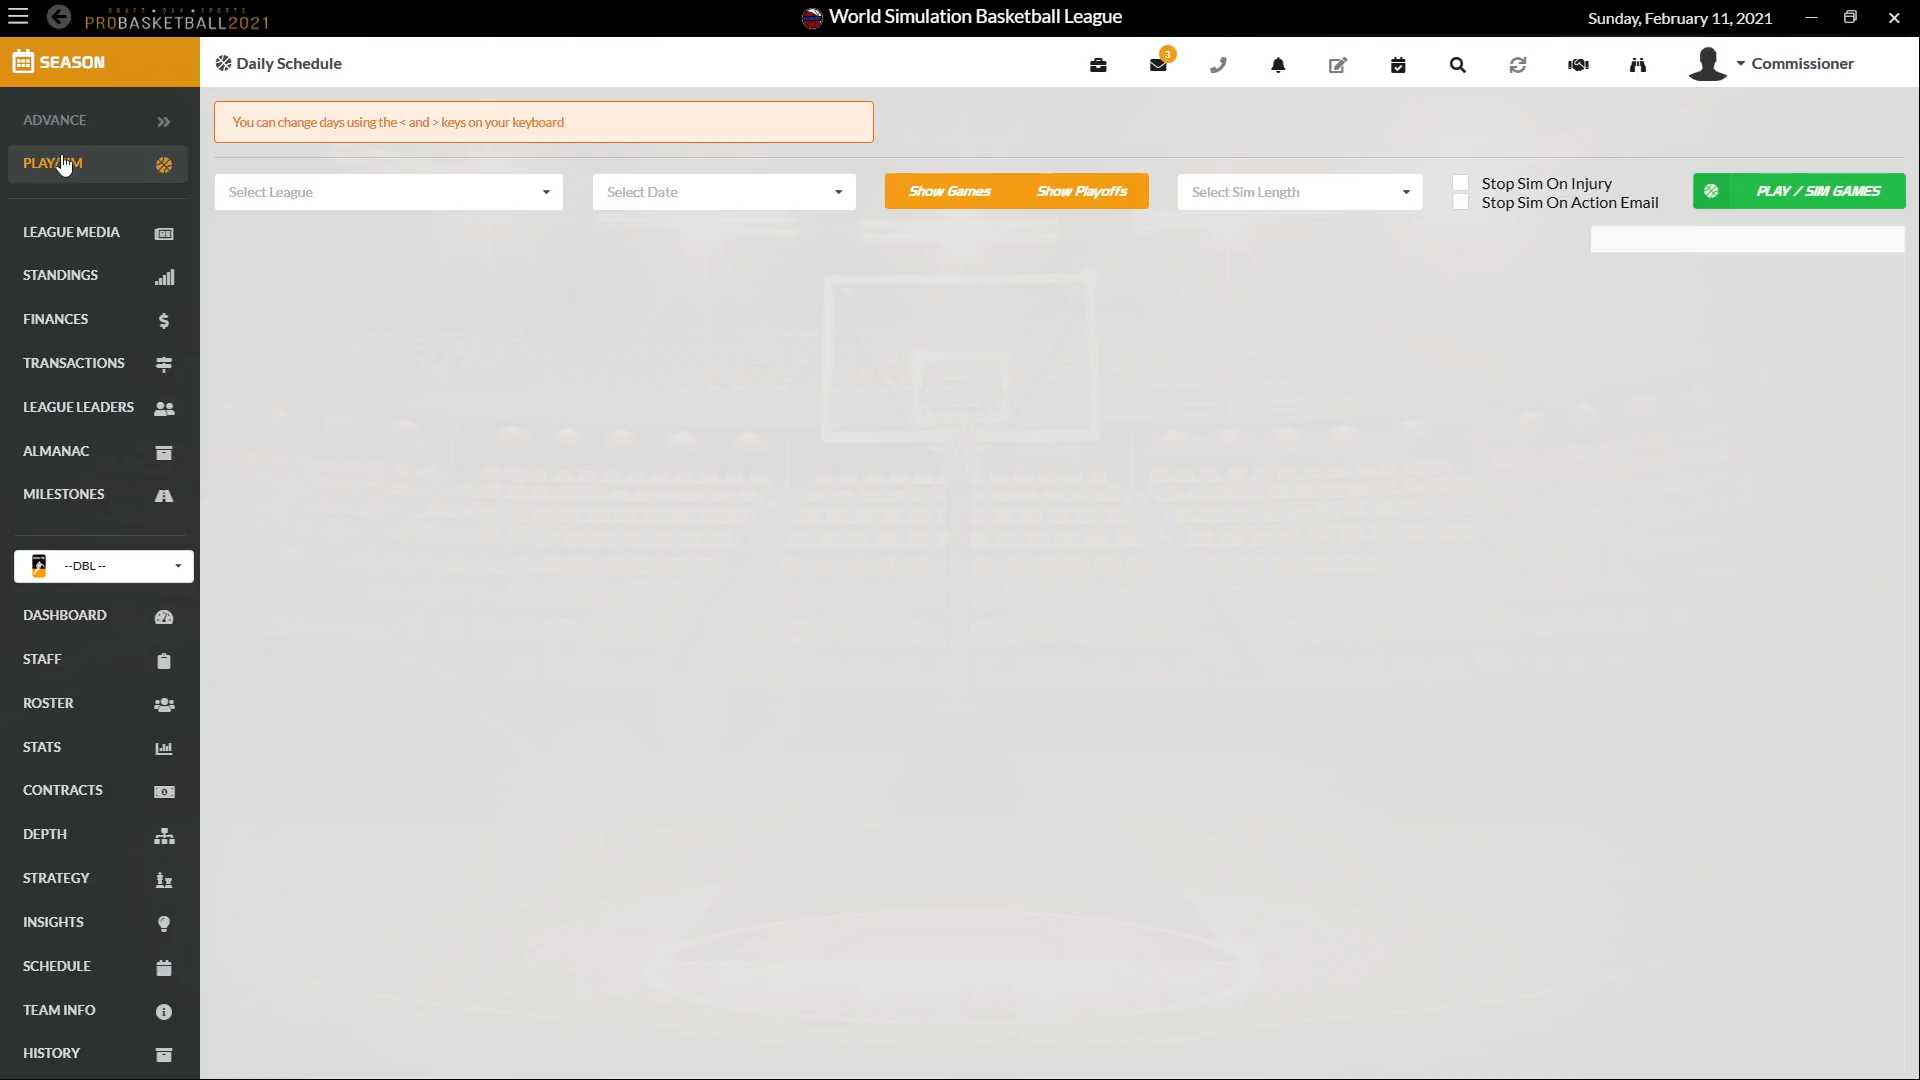 DRAFT • DAY • SPORTS
PROBASKETBALL2021
World Simulation Basketball League
Sunday, February 11, 2021
SEASON
Daily Schedule
3
Commissioner
ADVANCE
You can change days using the < and > keys on your keyboard
PLAY/SIM
Select League
Select Date
Show Games
Show Playoffs
Select Sim Length
Stop Sim On Injury
Stop Sim On Action Email
PLAY / SIM GAMES
LEAGUE MEDIA
STANDINGS
FINANCES
TRANSACTIONS
LEAGUE LEADERS
ALMANAC
MILESTONES
--DBL --
DASHBOARD
STAFF
ROSTER
STATS
CONTRACTS
DEPTH
STRATEGY
INSIGHTS
SCHEDULE
TEAM INFO
HISTORY